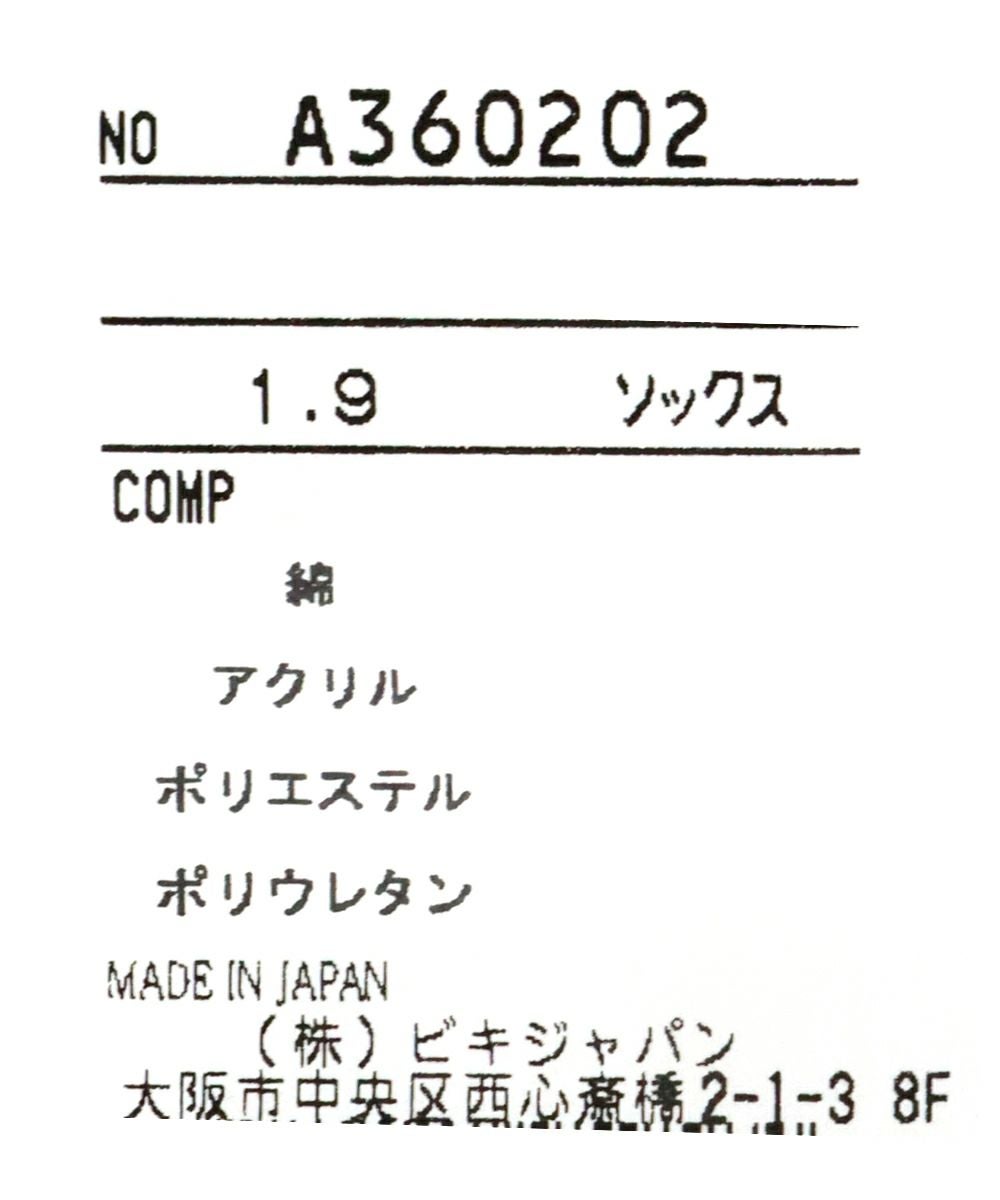 NO A360202
1.9 ソックス
COMP
綿
アクリル
ポリエステル
ポリウレタン
MADE IN JAPAN
(株)ビキジャパン
大阪市中央区西心斎橋2-1-3 8F